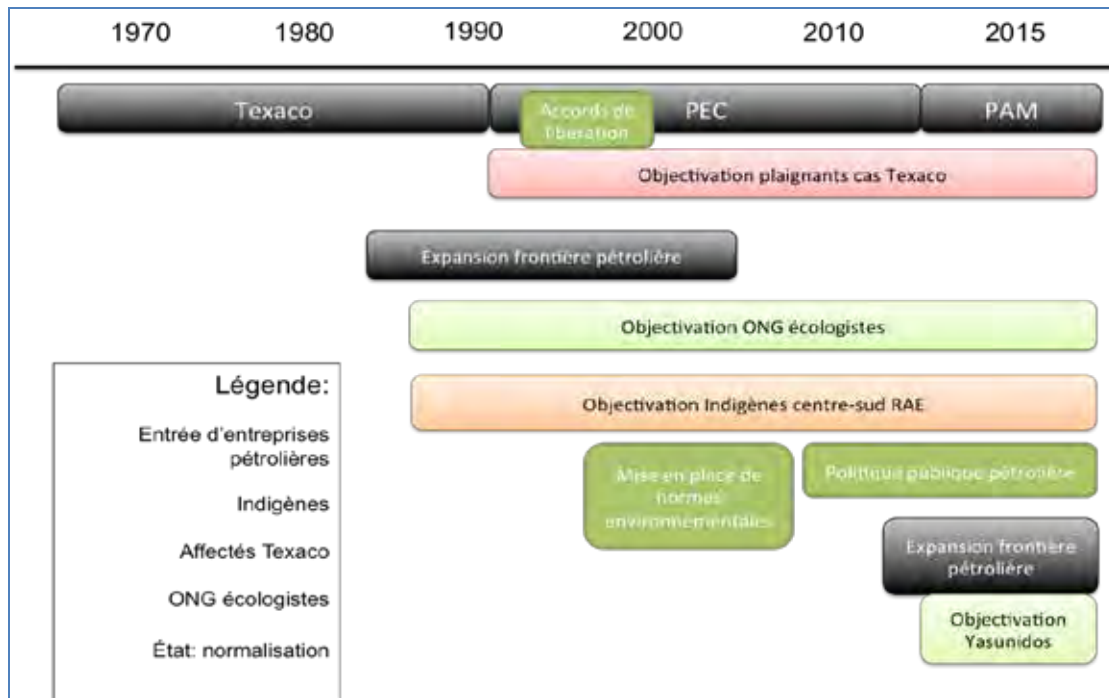 1970 1980 1990 2000 2010 2015
Texaco
Accords de
libération
PEC
PAM
Objectivation plaignants cas Texaco
Expansion frontière pétrolière
Objectivation ONG écologistes
Objectivation Indigènes centre-sud RAE
Mise en place de
normes
environnementales
Politique publique pétrolière
Expansion frontière
pétrolière
Objectivation
Yasunidos
Légende:
Entrée d'entreprises
pétrolières
Indigènes
Affectés Texaco
ONG écologistes
État: normalisation